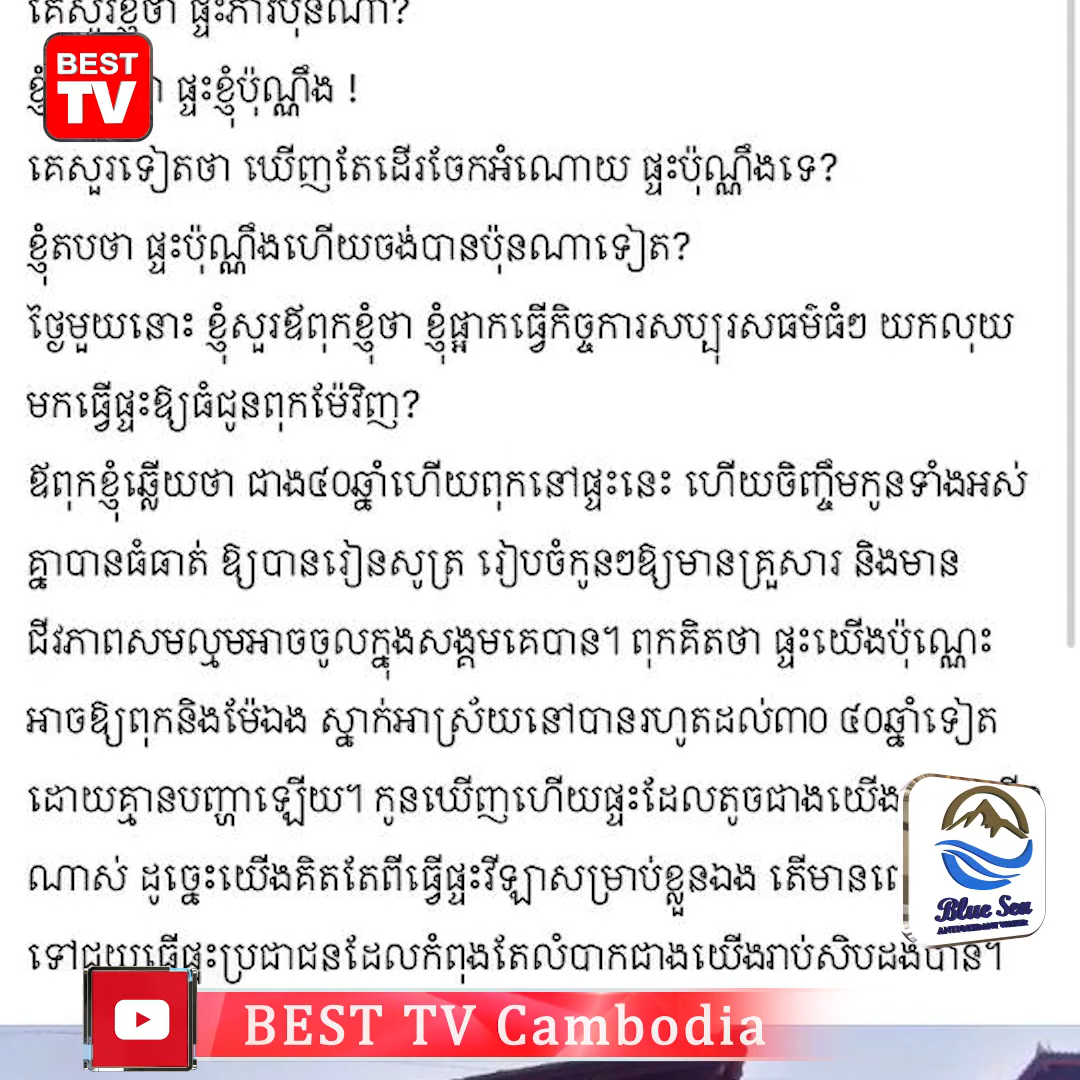 គេសួរខ្ញុំថា ផ្ទះភារប៉ុនណា?
BEST
TV
ផ្ទះខ្ញុំប៉ុណ្ណឹង !
គេសួរទៀតថា ឃើញតែដើរចែកអំណោយ ផ្ទះប៉ុណ្ណឹងទេ?
ខ្ញុំតបថា ផ្ទះប៉ុណ្ណឹងហើយចង់បានប៉ុនណាទៀត?
ថ្ងៃមួយនោះ ខ្ញុំសួរឪពុកខ្ញុំថា ខ្ញុំផ្អាកធ្វើកិច្ចការសប្បុរសធម៌ធំៗ យកលុយ
មកធ្វើផ្ទះឱ្យធំជូនពុកម៉ែវិញ?
ឪពុកខ្ញុំឆ្លើយថា ជាង៤០ឆ្នាំហើយពុកនៅផ្ទះនេះ ហើយចិញ្ចឹមកូនទាំងអស់
គ្នាបានធំធាត់ ឱ្យបានរៀនសូត្រ រៀបចំកូនៗឱ្យមានគ្រួសារ និងមាន
ជីវភាពសមល្មមអាចចូលក្នុងសង្គមគេបាន។ ពុកគិតថា ផ្ទះយើងប៉ុណ្ណេះ
អាចឱ្យពុកនិងម៉ែឯង ស្នាក់អាស្រ័យនៅបានរហូតដល់៣០ ៤០ឆ្នាំទៀត
ដោយគ្មានបញ្ហាឡើយ។ កូនឃើញហើយផ្ទះដែលតូចជាងយើង
ណាស់ ដូច្នេះយើងគិតតែពីធ្វើផ្ទះវីឡាសម្រាប់ខ្លួនឯង តើមាន
ទៅជួយធ្វើផ្ទះប្រជាជនដែលកំពុងតែលំបាកជាងយើងរាប់សិបដងបាន។
Blue Sea
ANTIOXIDANT WATER
BEST TV Cambodia